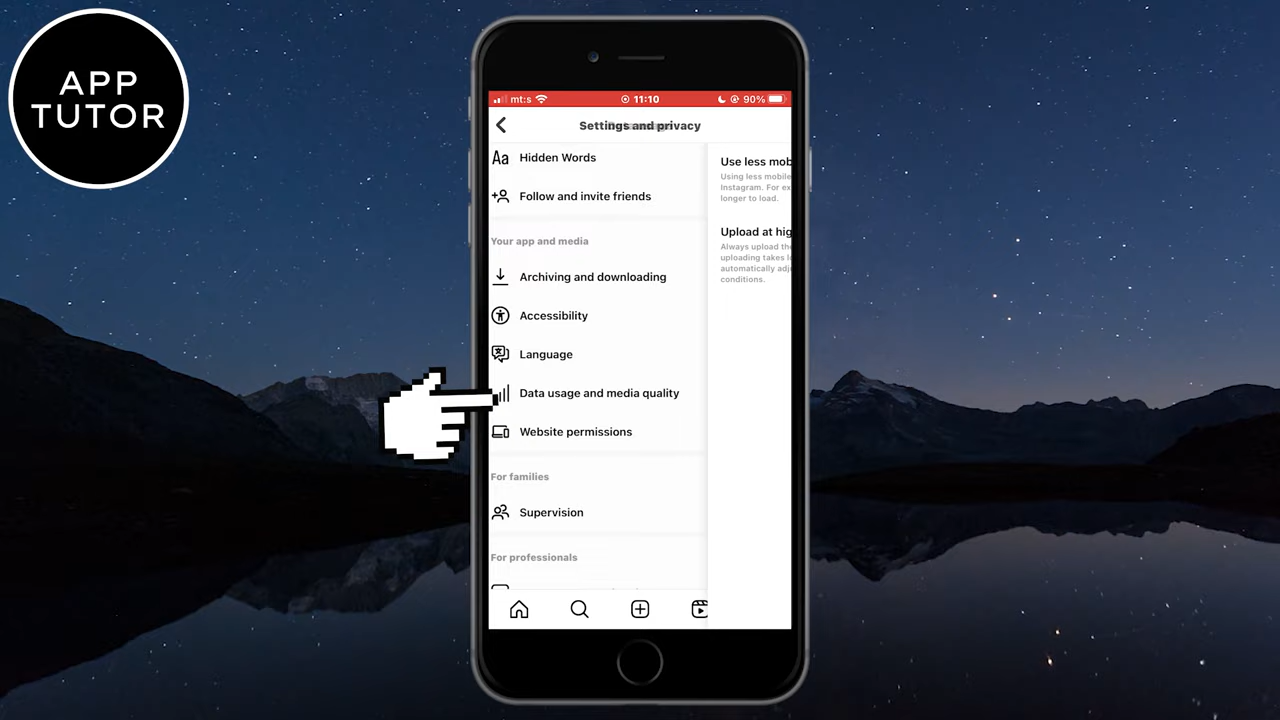 APP
TUTOR
mt:s
11:10
90%
Settings and privacy
Aa Hidden Words
Follow and invite friends
Your app and media
Archiving and downloading
Accessibility
Language
Data usage and media quality
Website permissions
For families
Supervision
For professionals
Use less mob
Using less mobile
Instagram. For ex
longer to load.
Upload at hig
Always upload the
uploading takes l
automatically adj
conditions.